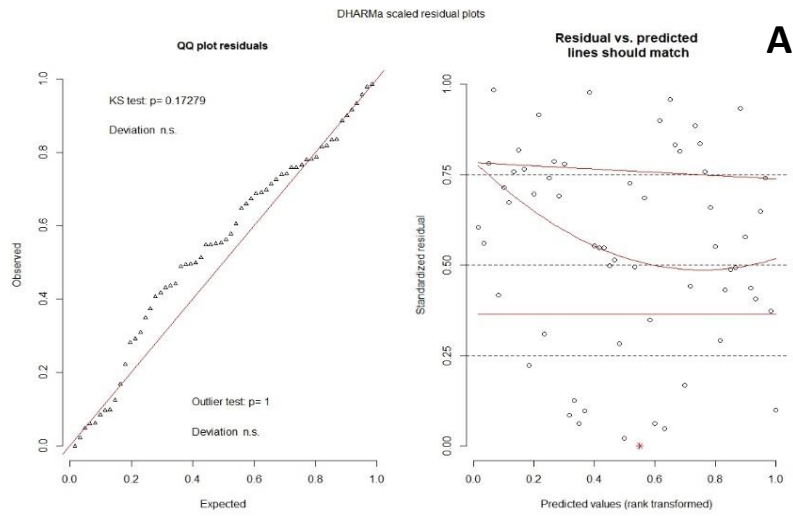 DHARMa scaled residual plots
QQ plot residuals
KS test: p= 0.17279
Deviation n.s.
Outlier test: p= 1
Deviation n.s.
Observed
0.0
0.2
0.4
0.6
0.8
1.0
0.0
0.2
0.4
0.6
0.8
1.0
Expected
Residual vs. predicted
lines should match
A
Standardized residual
0.00
0.25
0.50
0.75
1.00
0.0
0.2
0.4
0.6
0.8
1.0
Predicted values (rank transformed)